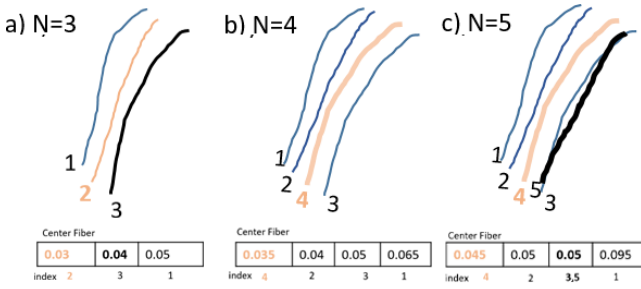 a) N=3
1
2
3
Center Fiber
0.03 0.04 0.05
index 2 3 1
b) ,N=4
1
2
4
3
Center Fiber
0.035 0.04 0.05 0.065
index 4 2 3 1
c) N=5
1
2
4
5
3
Center Fiber
0.045 0.05 0.05 0.095
index 4 2 3,5 1